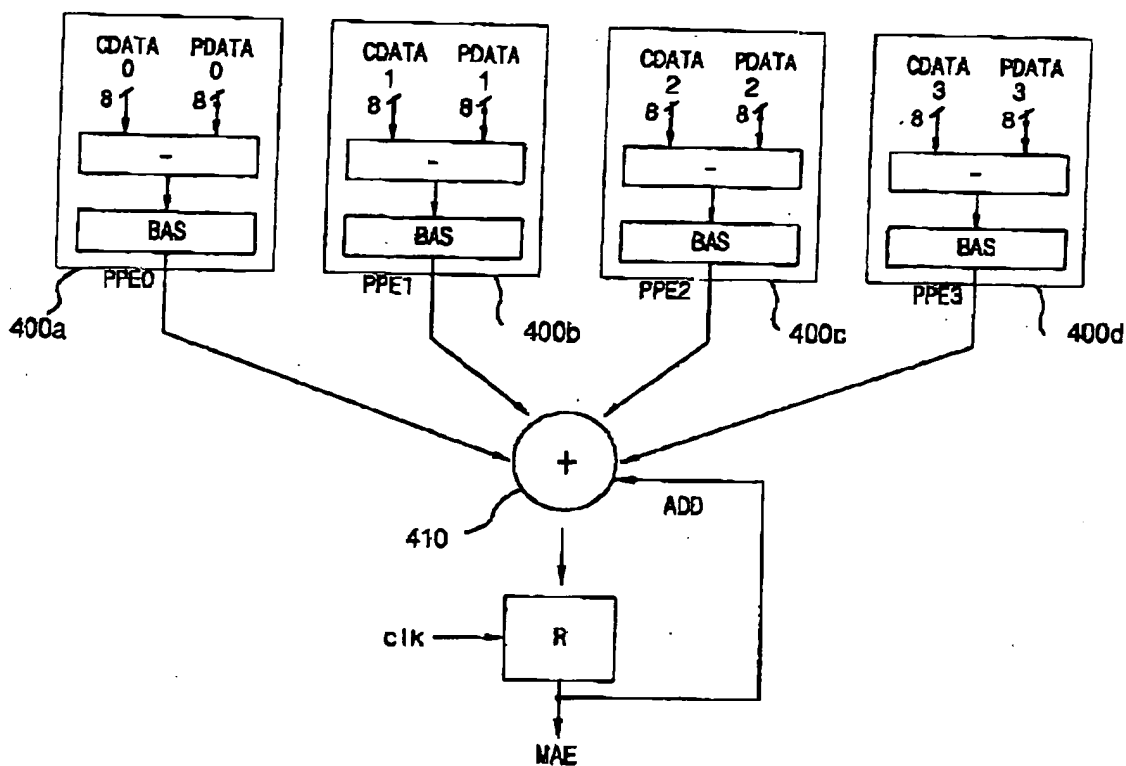 CDATA PDATA
0 0
8 8
-
BAS
PPE0
400a
CDATA PDATA
1 1
8 8
-
BAS
PPE1
400b
CDATA PDATA
2 2
8 8
-
BAS
PPE2
400c
CDATA PDATA
3 3
8 8
-
BAS
PPE3
400d
+
ADD
410
clk
R
MAE